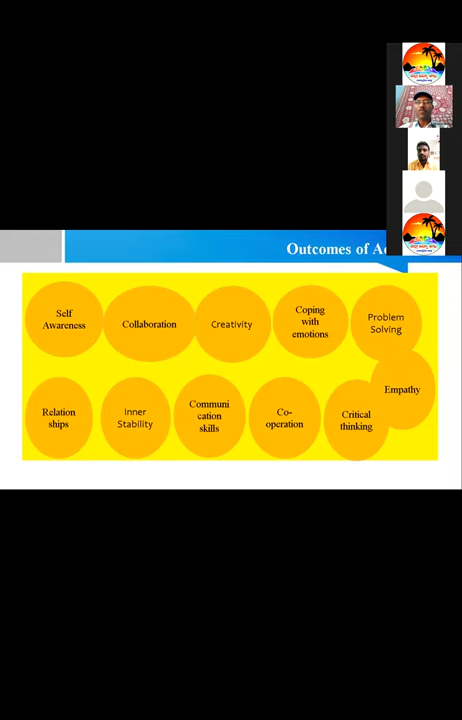 Outcomes of
Self
Awareness
Collaboration
Creativity
Coping
with
emotions
Problem
Solving
Empathy
Relation
ships
Inner
Stability
Communi
cation
skills
Co-
operation
Critical
thinking